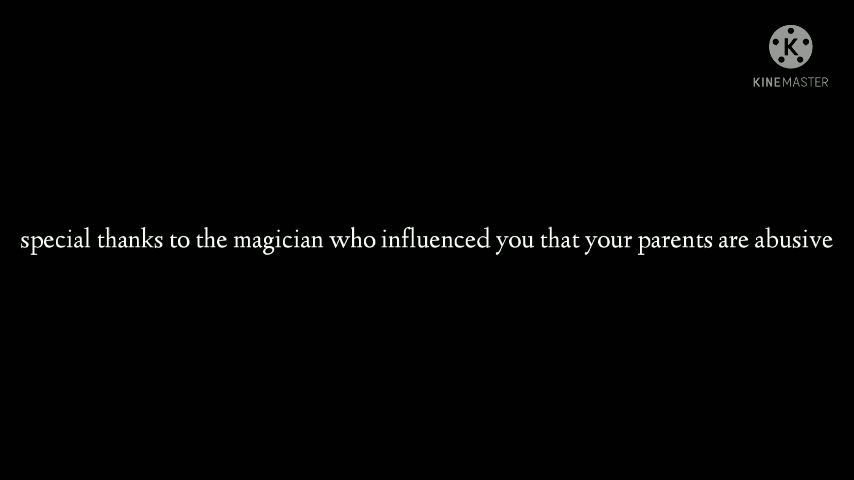 K
KINEMASTER
special thanks to the magician who influenced you that your parents are abusive